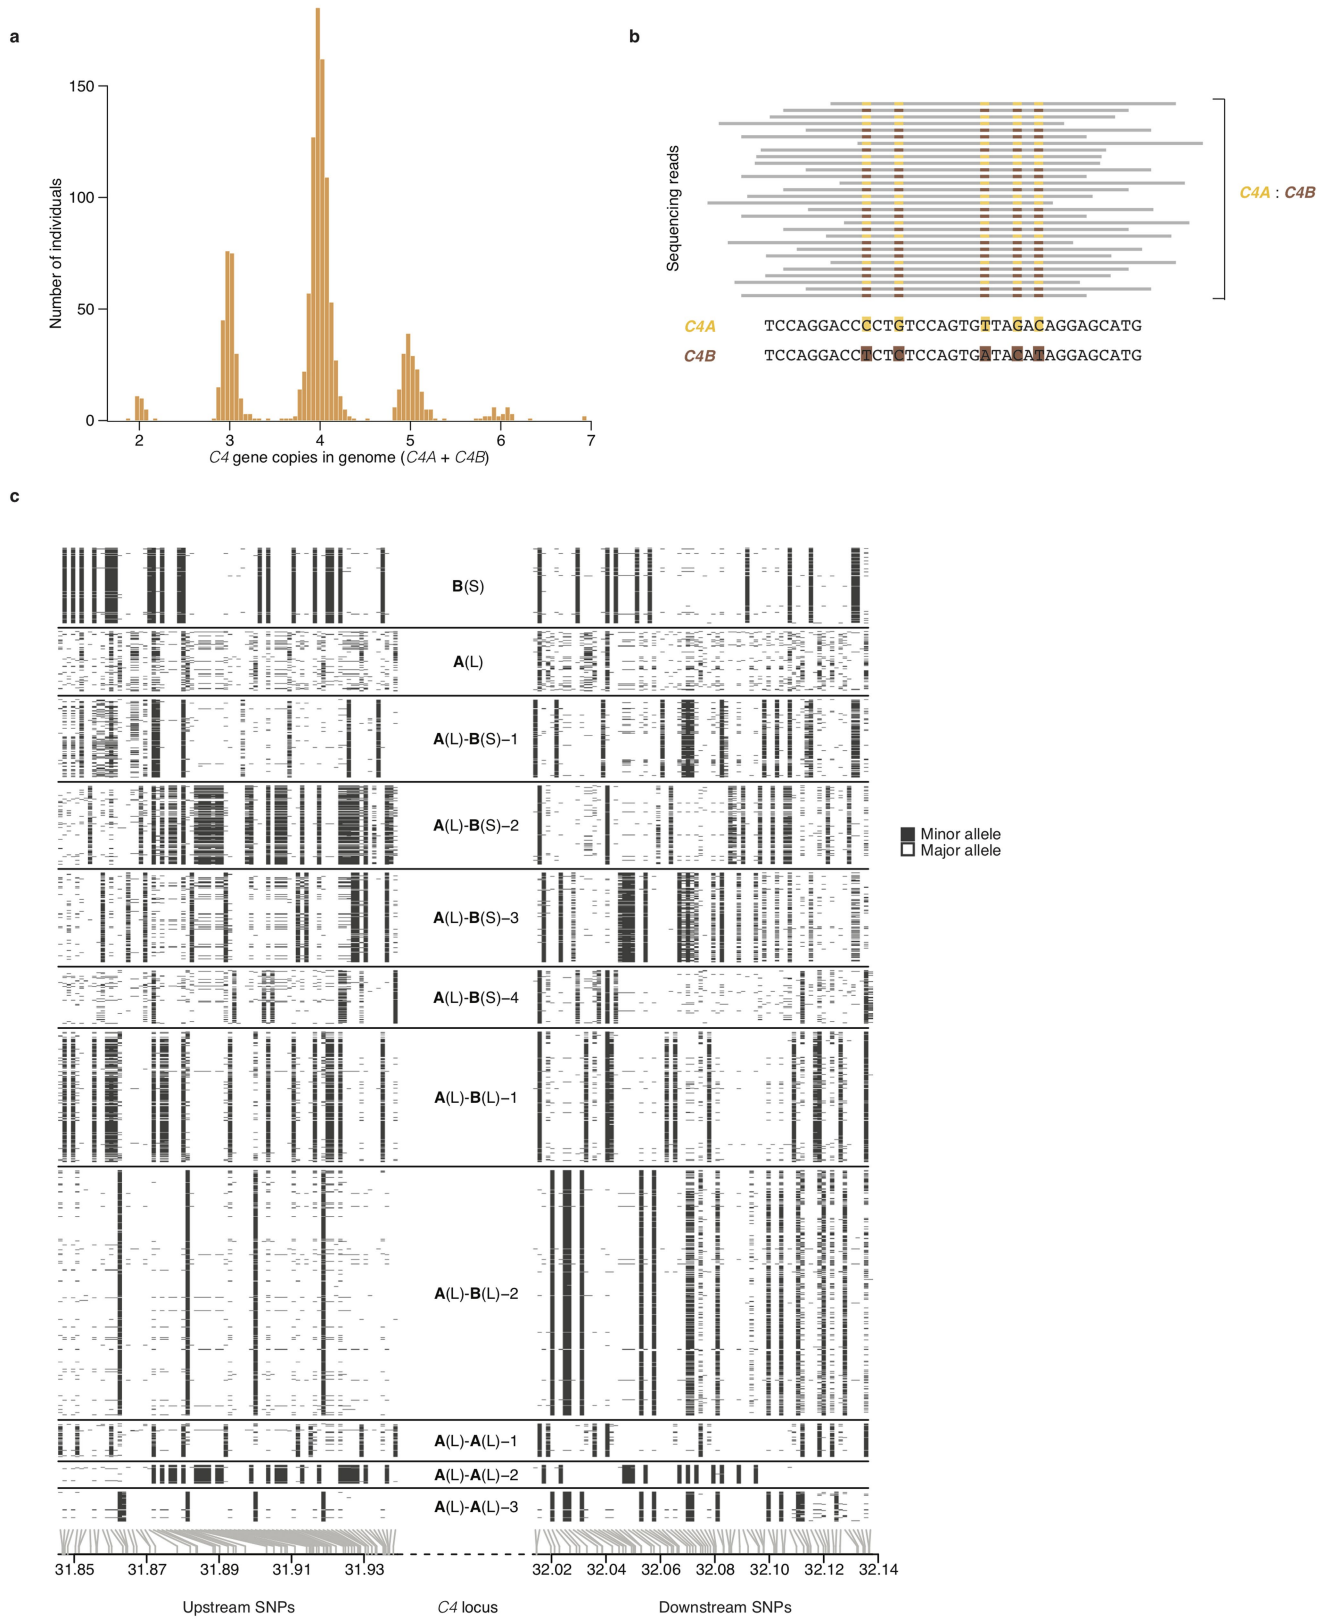 a
150
100
50
0
Number of individuals
2 3 4 5 6 7
C4 gene copies in genome (C4A + C4B)
b
Sequencing reads
C4A : C4B
C4A TCCAGGACCCCTGTCCAGTGTTAGACAGGAGCATG
C4B TCCAGGACCTCTCTCCAGTGATACATAGGAGCATG
c
B(S)
A(L)
A(L)-B(S)–1
A(L)-B(S)–2
A(L)-B(S)–3
A(L)-B(S)–4
A(L)-B(L)–1
A(L)-B(L)–2
A(L)-A(L)–1
A(L)-A(L)–2
A(L)-A(L)–3
Minor allele
Major allele
31.85 31.87 31.89 31.91 31.93 32.02 32.04 32.06 32.08 32.10 32.12 32.14
Upstream SNPs C4 locus Downstream SNPs